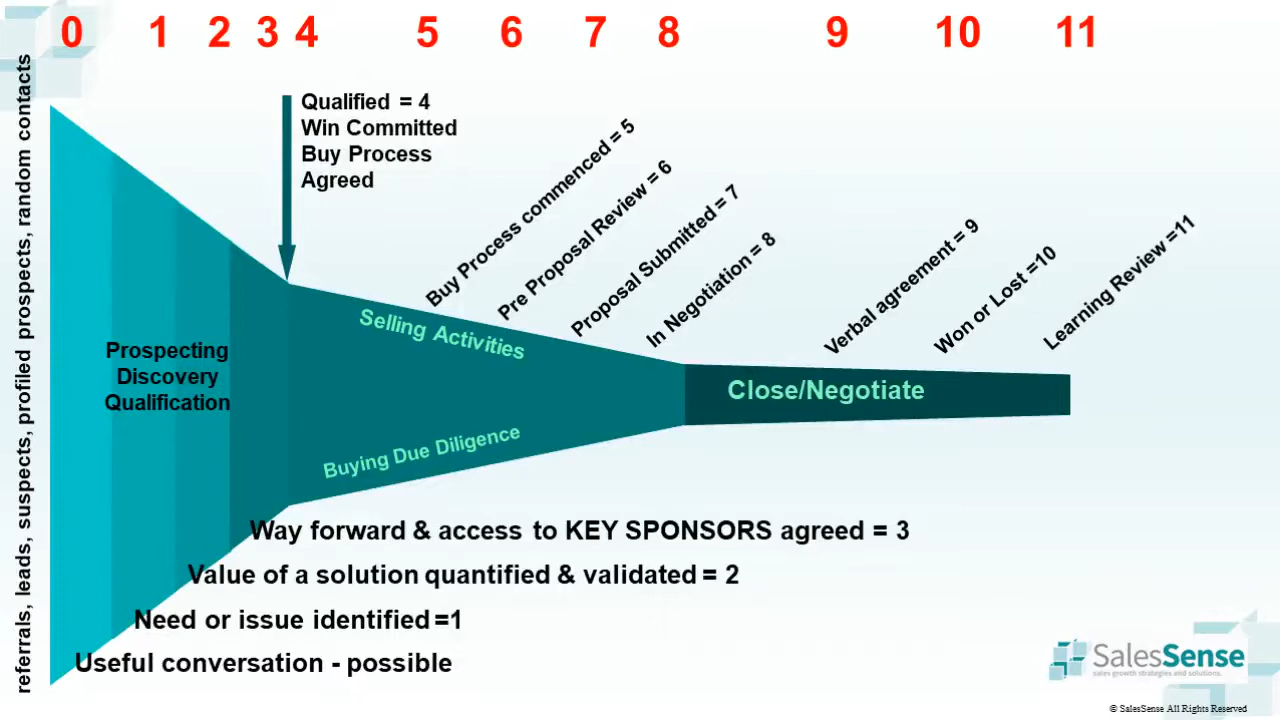 0 1 2 3 4 5 6 7 8 9 10 11
referrals, leads, suspects, profiled prospects, random contacts
Qualified = 4
Win Committed
Buy Process
Agreed
Buy Process commenced = 5
Pre Proposal Review = 6
Proposal Submitted = 7
In Negotiation = 8
Verbal agreement = 9
Won or Lost =10
Learning Review =11
Selling Activities
Prospecting
Discovery
Qualification
Close/Negotiate
Buying Due Diligence
Way forward & access to KEY SPONSORS agreed = 3
Value of a solution quantified & validated = 2
Need or issue identified =1
Useful conversation - possible
SalesSense
sales growth strategies and solutions.
© SalesSense All Rights Reserved